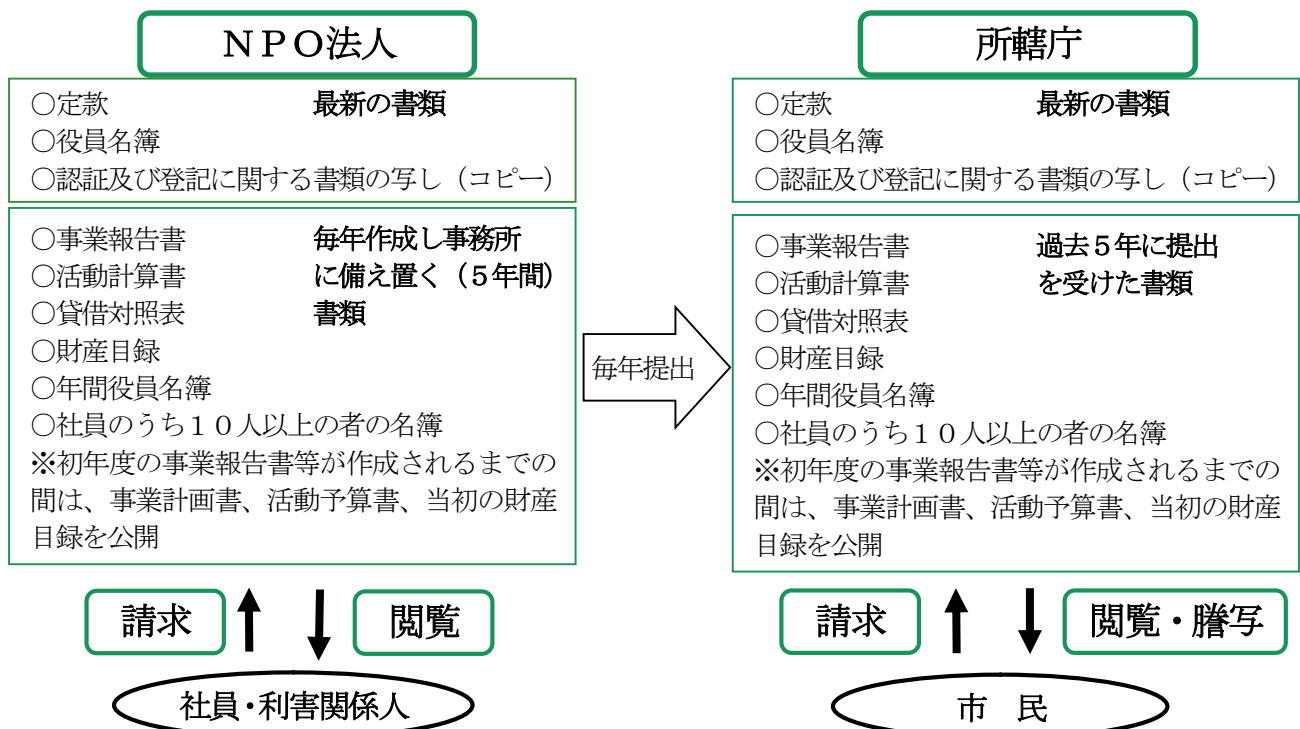 ＮＰＯ法人
○定款 最新の書類
○役員名簿
○認証及び登記に関する書類の写し（コピー）
○事業報告書 毎年作成し事務所
○活動計算書 に備え置く（５年間）
○貸借対照表 書類
○財産目録
○年間役員名簿
○社員のうち１０人以上の者の名簿
※初年度の事業報告書等が作成されるまでの
間は、事業計画書、活動予算書、当初の財産
目録を公開
請求
閲覧
社員・利害関係人
毎年提出
所轄庁
○定款 最新の書類
○役員名簿
○認証及び登記に関する書類の写し（コピー）
○事業報告書 過去５年に提出
○活動計算書 を受けた書類
○貸借対照表
○財産目録
○年間役員名簿
○社員のうち１０人以上の者の名簿
※初年度の事業報告書等が作成されるまでの
間は、事業計画書、活動予算書、当初の財産
目録を公開
請求
閲覧・謄写
市　民